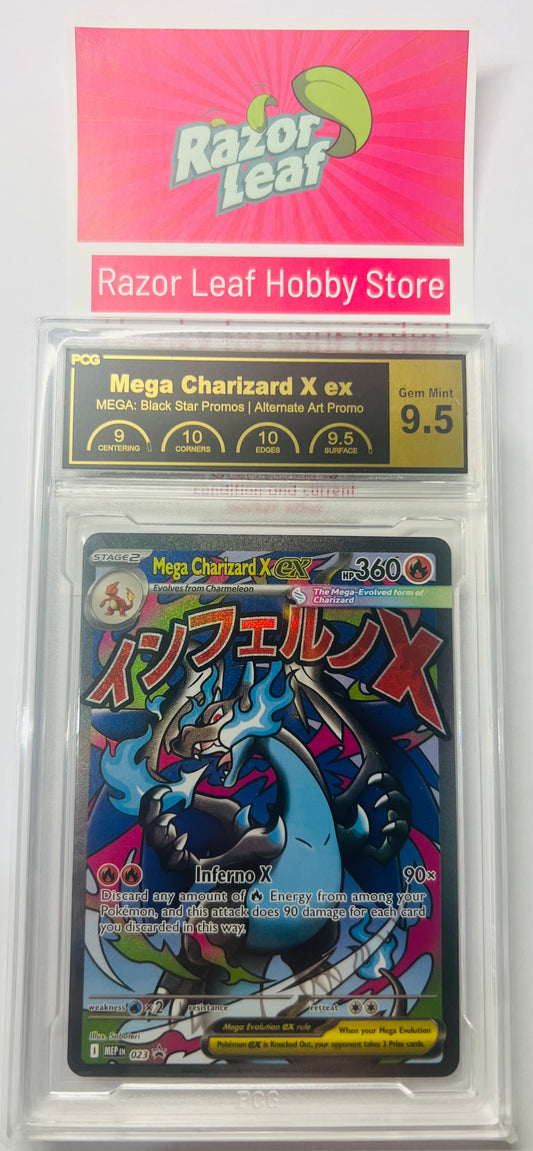 Razor
Leaf
Razor Leaf Hobby Store
PCG
Mega Charizard X ex
MEGA: Black Star Promos | Alternate Art Promo
Gem Mint
9.5
9
CENTERING
10
CORNERS
10
EDGES
9.5
SURFACE
condition and current
STAGE2
Mega Charizard X ex
HP360
Evolves from Charmeleon
The Mega-Evolved form of
Charizard
インフェルノX
Inferno X 90×
Discard any amount of Energy from among your
Pokémon, and this attack does 90 damage for each card
you discarded in this way.
weakness ×2 resistance retreat
Mega Evolution ex rule
When your Mega Evolution
Pokémon ex is Knocked Out, your opponent takes 3 Prize cards.
Illus.
MEP EN 023
PCG